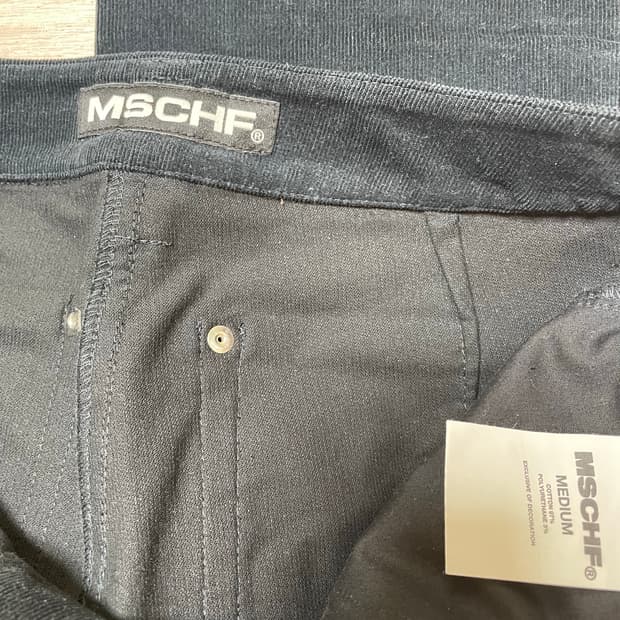 MSCHF®
MSCHF®
MEDIUM
COTTON 97%
POLYURETHANE 3%
EXCLUSIVE OF DECORATION